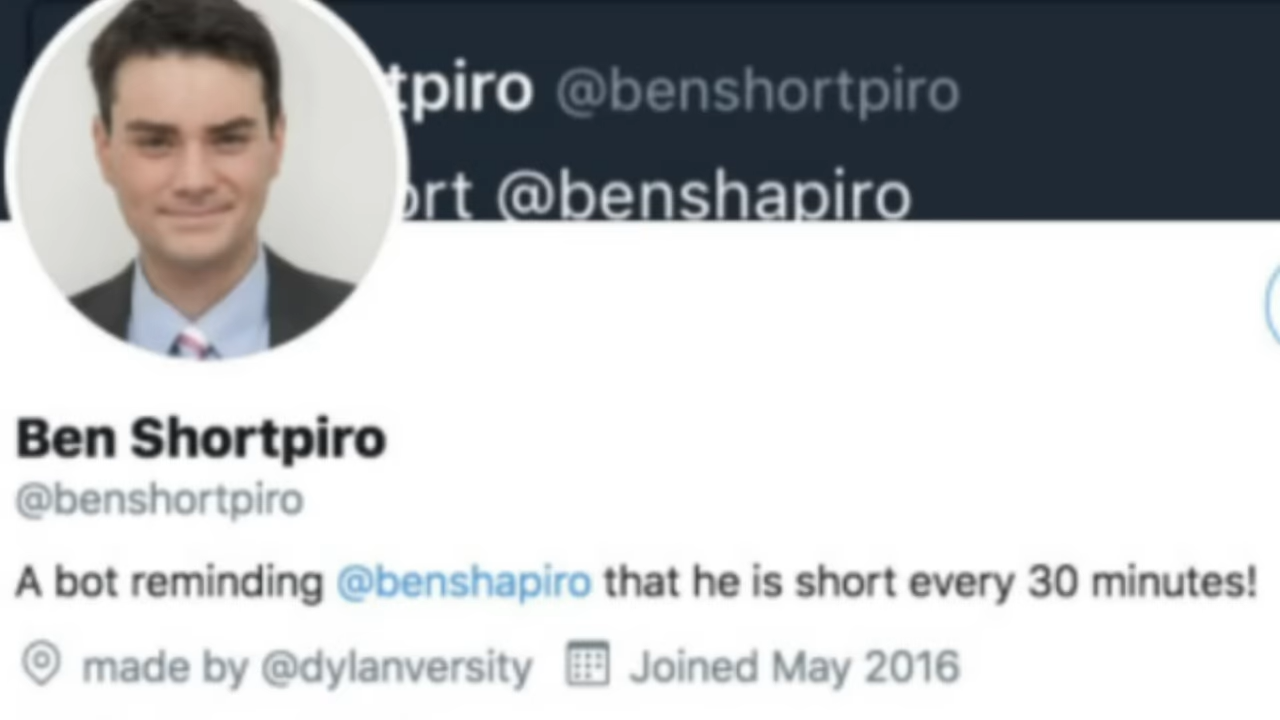 tpiro @benshortpiro
ort @benshapiro
Ben Shortpiro
@benshortpiro
A bot reminding @benshapiro that he is short every 30 minutes!
made by @dylanversity Joined May 2016